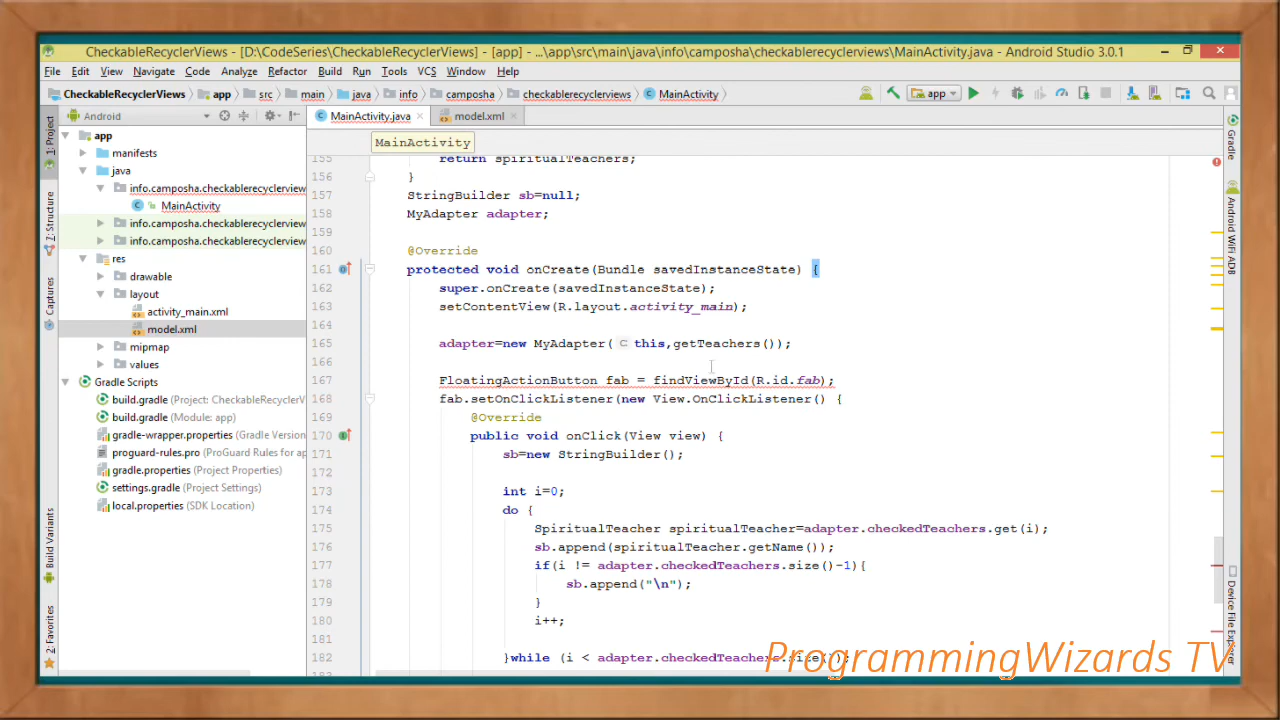 CheckableRecyclerViews - [D:\CodeSeries\CheckableRecyclerViews] - [app] - ...\app\src\main\java\info\camposha\checkablerecyclerviews\MainActivity.java - Android Studio 3.0.1
File Edit View Navigate Code Analyze Refactor Build Run Tools VCS Window Help
CheckableRecyclerViews app src main java info camposha checkablerecyclerviews MainActivity app
Android MainActivity.java model.xml
MainActivity
1: Project
7: Structure
Captures
Build Variants
2: Favorites
app
manifests
java
info.camposha.checkablerecyclerview
MainActivity
info.camposha.checkablerecyclerview
info.camposha.checkablerecyclerview
res
drawable
layout
activity_main.xml
model.xml
mipmap
values
Gradle Scripts
build.gradle (Project: CheckableRecyclerV
build.gradle (Module: app)
gradle-wrapper.properties (Gradle Version
proguard-rules.pro (ProGuard Rules for ap
gradle.properties (Project Properties)
settings.gradle (Project Settings)
local.properties (SDK Location)
155 return spiritualTeachers;
156 }
157 StringBuilder sb=null;
158 MyAdapter adapter;
159
160 @Override
161 protected void onCreate(Bundle savedInstanceState) {
162 super.onCreate(savedInstanceState);
163 setContentView(R.layout.activity_main);
164
165 adapter=new MyAdapter( C this,getTeachers());
166
167 FloatingActionButton fab = findViewById(R.id.fab);
168 fab.setOnClickListener(new View.OnClickListener() {
169 @Override
170 public void onClick(View view) {
171 sb=new StringBuilder();
172
173 int i=0;
174 do {
175 SpiritualTeacher spiritualTeacher=adapter.checkedTeachers.get(i);
176 sb.append(spiritualTeacher.getName());
177 if(i != adapter.checkedTeachers.size()-1){
178 sb.append("\n");
179 }
180 i++;
181
182 }while (i < adapter.checkedTeachers.size());
183
Gradle
Android WiFi ADB
Device File Explorer
ProgrammingWizards TV